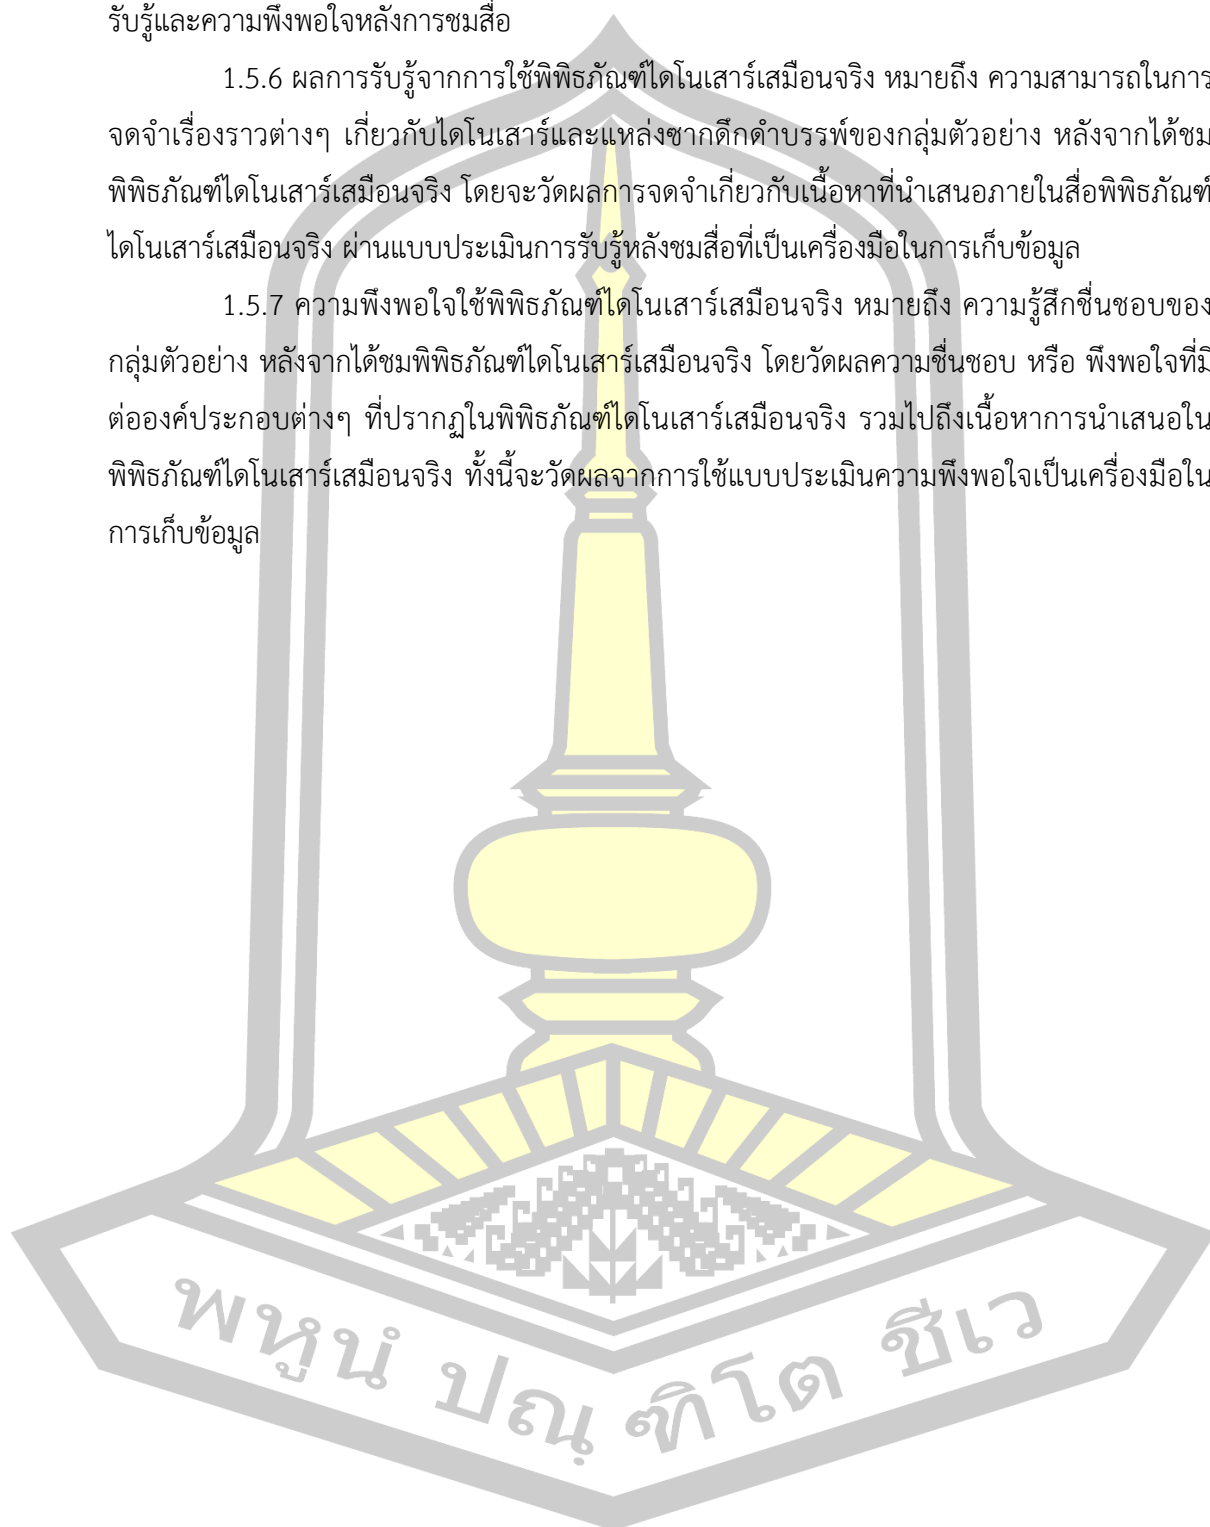 รับรู้และความพึงพอใจหลังการชมสื่อ
1.5.6 ผลการรับรู้จากการใช้พิพิธภัณฑ์ไดโนเสาร์เสมือนจริง หมายถึง ความสามารถในการ
จดจำเรื่องราวต่างๆ เกี่ยวกับไดโนเสาร์และแหล่งซากดึกดำบรรพ์ของกลุ่มตัวอย่าง หลังจากได้ชม
พิพิธภัณฑ์ไดโนเสาร์เสมือนจริง โดยจะวัดผลการจดจำเกี่ยวกับเนื้อหาที่นำเสนอภายในสื่อพิพิธภัณฑ์
ไดโนเสาร์เสมือนจริง ผ่านแบบประเมินการรับรู้หลังชมสื่อที่เป็นเครื่องมือในการเก็บข้อมูล
1.5.7 ความพึงพอใจใช้พิพิธภัณฑ์ไดโนเสาร์เสมือนจริง หมายถึง ความรู้สึกชื่นชอบของ
กลุ่มตัวอย่าง หลังจากได้ชมพิพิธภัณฑ์ไดโนเสาร์เสมือนจริง โดยวัดผลความชื่นชอบ หรือ พึงพอใจที่มี
ต่อองค์ประกอบต่างๆ ที่ปรากฏในพิพิธภัณฑ์ไดโนเสาร์เสมือนจริง รวมไปถึงเนื้อหาการนำเสนอใน
พิพิธภัณฑ์ไดโนเสาร์เสมือนจริง ทั้งนี้จะวัดผลจากการใช้แบบประเมินความพึงพอใจเป็นเครื่องมือใน
การเก็บข้อมูล
พหูนํ ปณฺฑิโต ชีเว